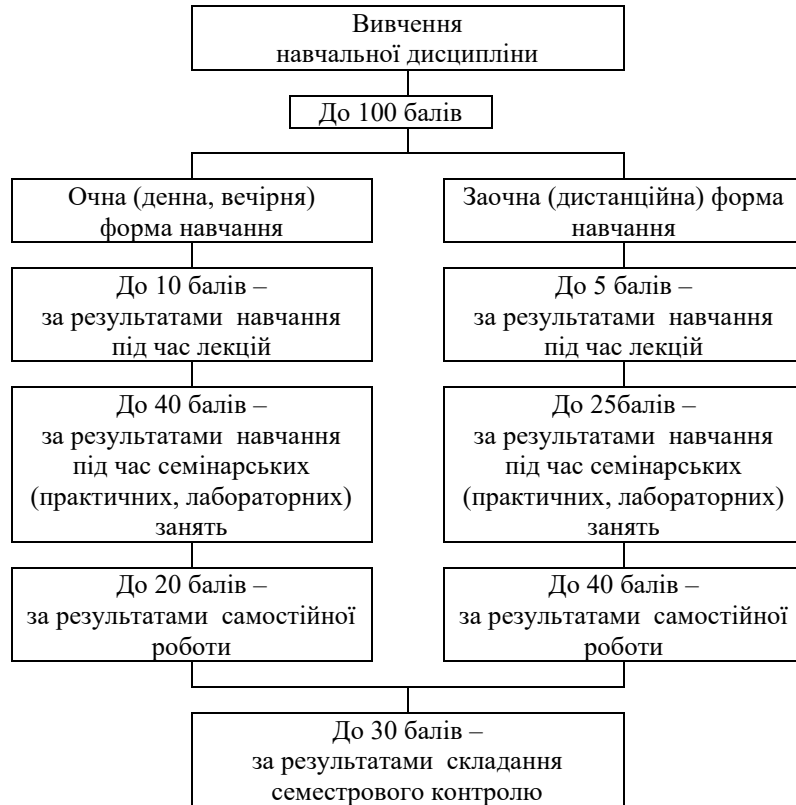 Вивчення
навчальної дисципліни
До 100 балів
Очна (денна, вечірня)
форма навчання
Заочна (дистанційна) форма
навчання
До 10 балів –
за результатами навчання
під час лекцій
До 5 балів –
за результатами навчання
під час лекцій
До 40 балів –
за результатами навчання
під час семінарських
(практичних, лабораторних)
занять
До 25балів –
за результатами навчання
під час семінарських
(практичних, лабораторних)
занять
До 20 балів –
за результатами самостійної
роботи
До 40 балів –
за результатами самостійної
роботи
До 30 балів –
за результатами складання
семестрового контролю